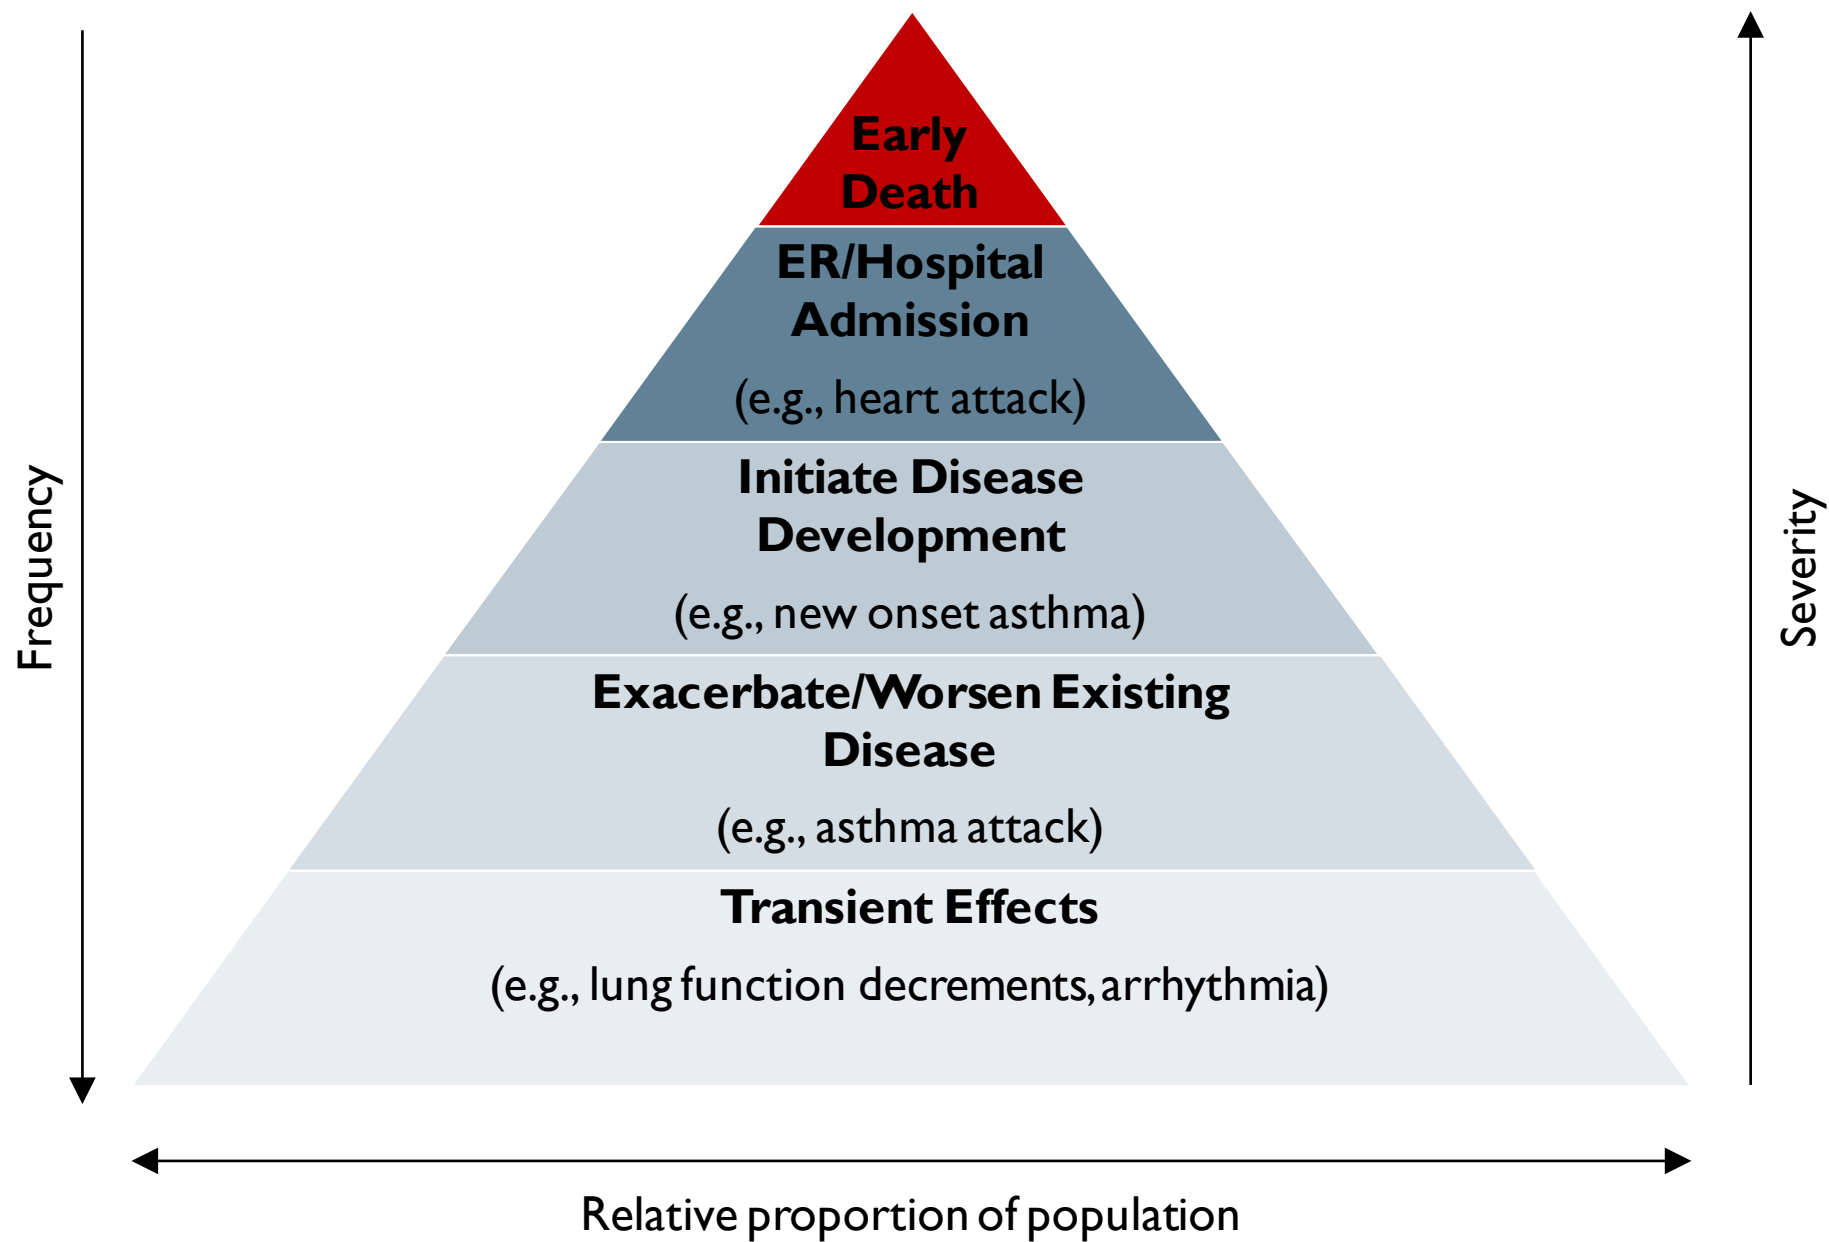 Early
Death
ER/Hospital
Admission
(e.g., heart attack)
Initiate Disease
Development
(e.g., new onset asthma)
Exacerbate/Worsen Existing
Disease
(e.g., asthma attack)
Transient Effects
(e.g., lung function decrements, arrhythmia)
Frequency
Severity
Relative proportion of population